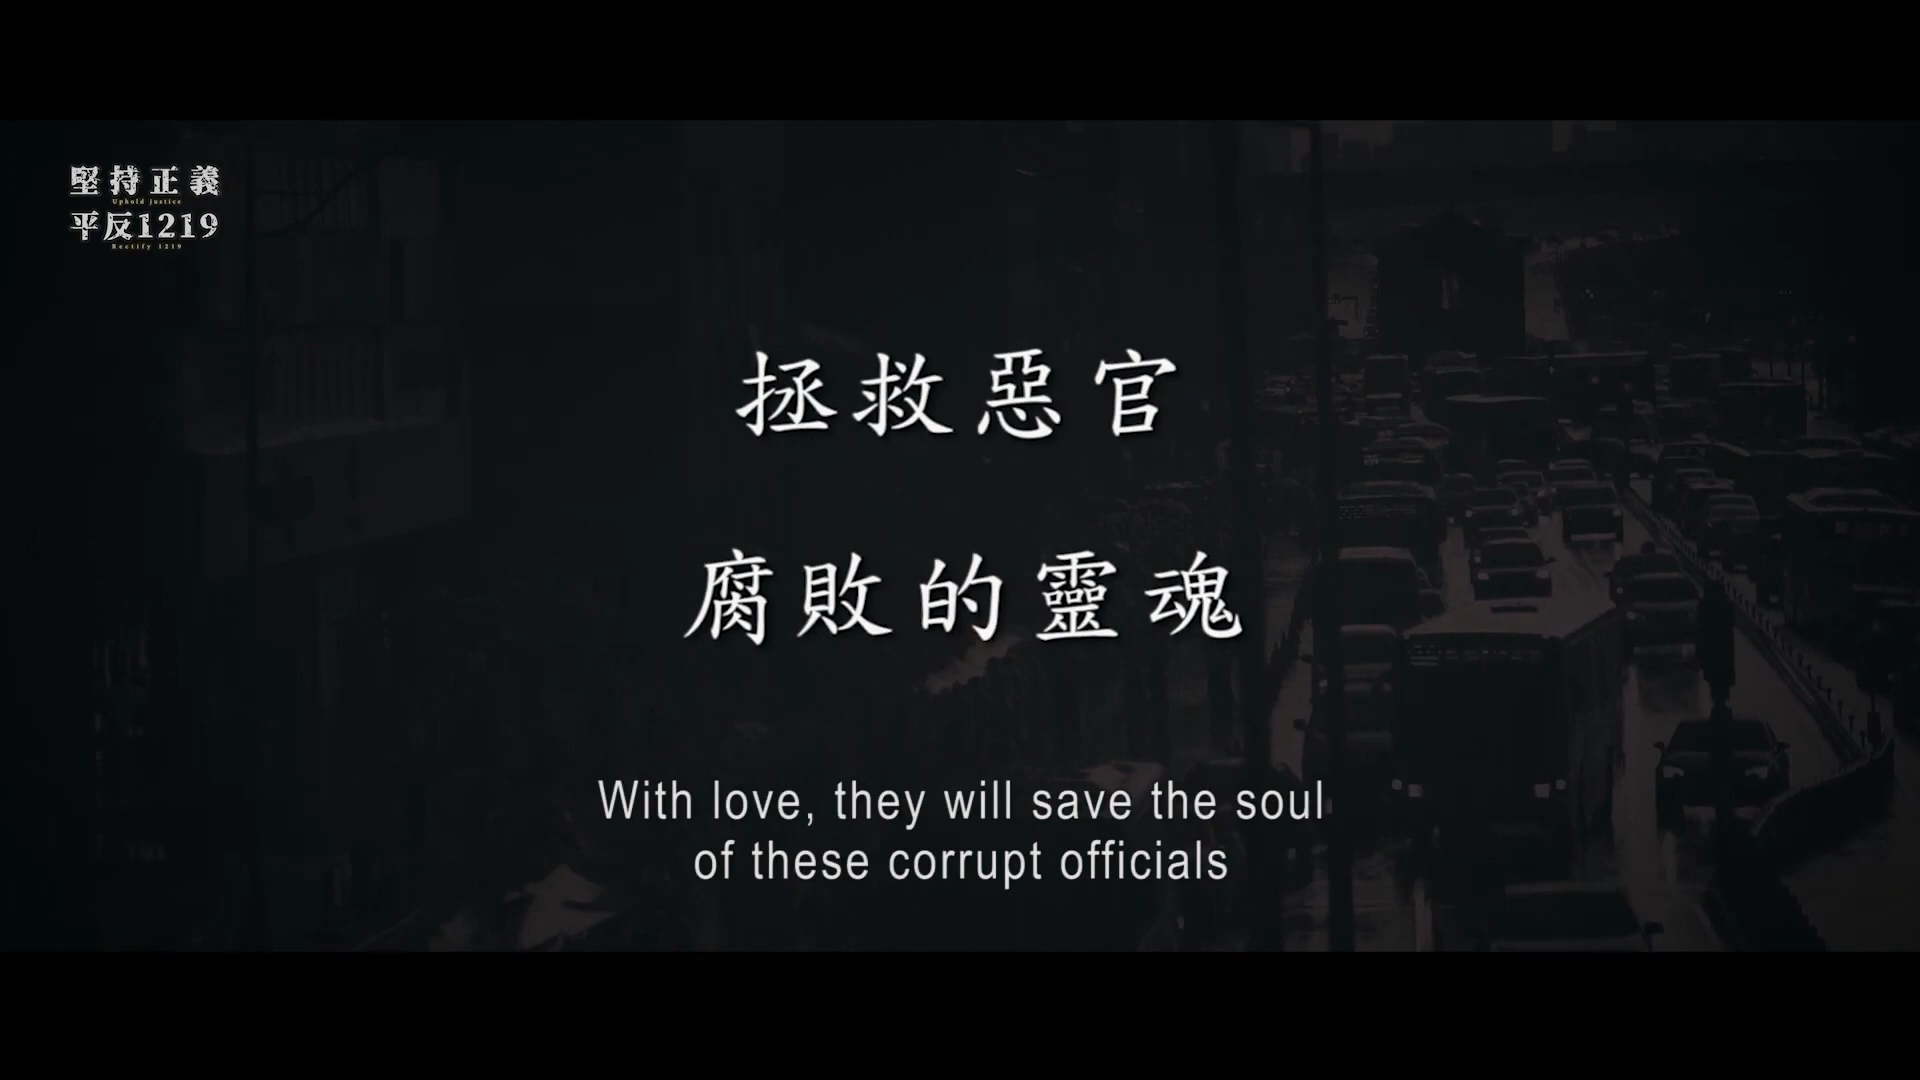 堅持正義
Uphold Justice
平反1219
Rectify 1219
拯救惡官
腐敗的靈魂
With love, they will save the soul
of these corrupt officials